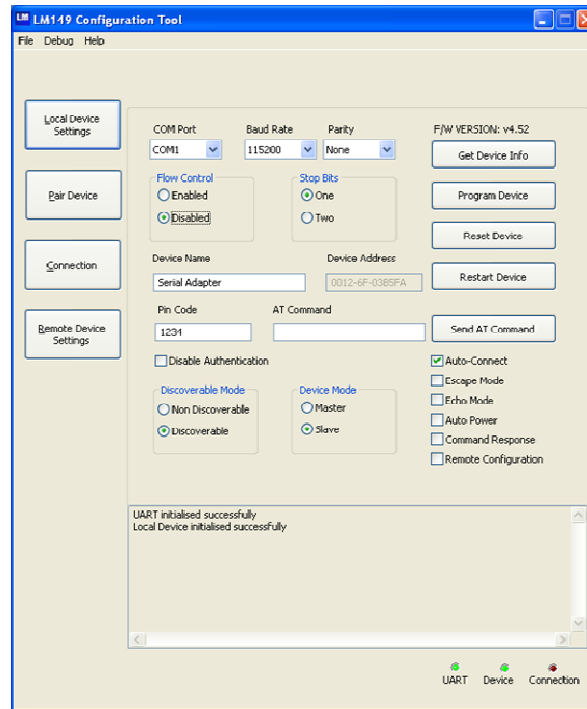 LM LM149 Configuration Tool
File Debug Help
Local Device Settings
Pair Device
Connection
Remote Device Settings
COM Port Baud Rate Parity F/W VERSION: v4.52
COM1 115200 None Get Device Info
Flow Control Stop Bits
Enabled One Program Device
Disabled Two
Reset Device
Device Name Device Address
Serial Adapter 0012-6F-03B5FA Restart Device
Pin Code AT Command
1234 Send AT Command
Disable Authentication Auto-Connect
Escape Mode
Discoverable Mode Device Mode Echo Mode
Non Discoverable Master Auto Power
Discoverable Slave Command Response
Remote Configuration
UART initialised successfully
Local Device initialised successfully
UART Device Connection